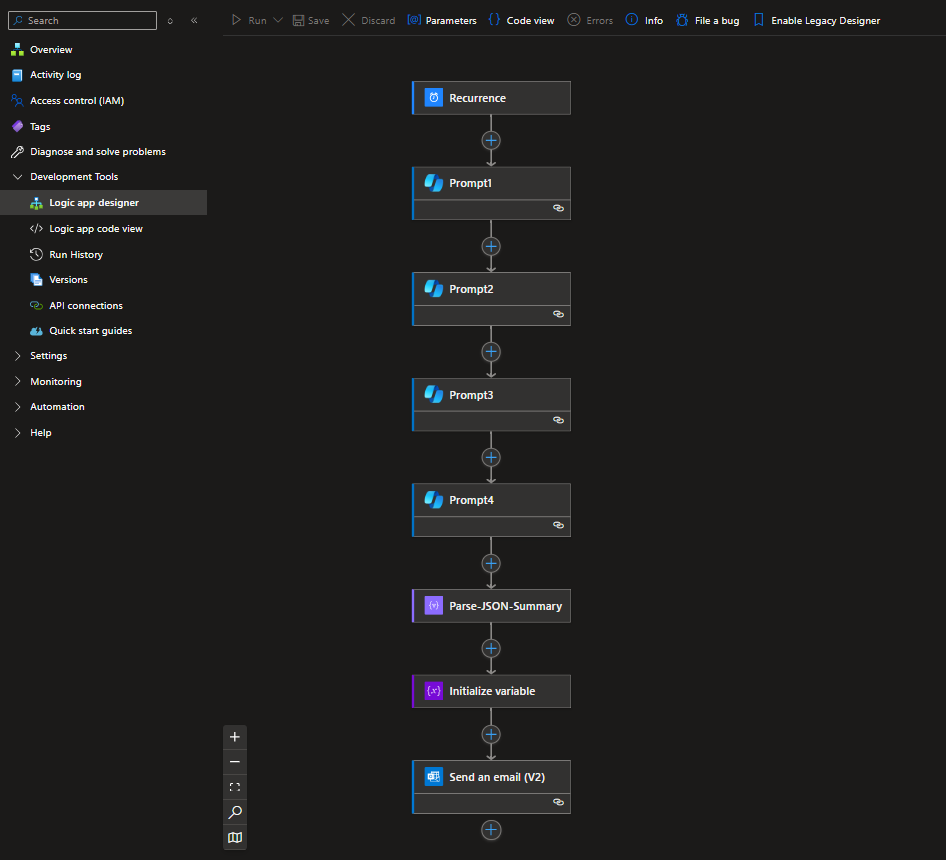 Search
Run
Save
Discard
Parameters
Code view
Errors
Info
File a bug
Enable Legacy Designer
Overview
Activity log
Access control (IAM)
Tags
Diagnose and solve problems
Development Tools
Logic app designer
Logic app code view
Run History
Versions
API connections
Quick start guides
Settings
Monitoring
Automation
Help
Recurrence
Prompt1
Prompt2
Prompt3
Prompt4
Parse-JSON-Summary
Initialize variable
Send an email (V2)